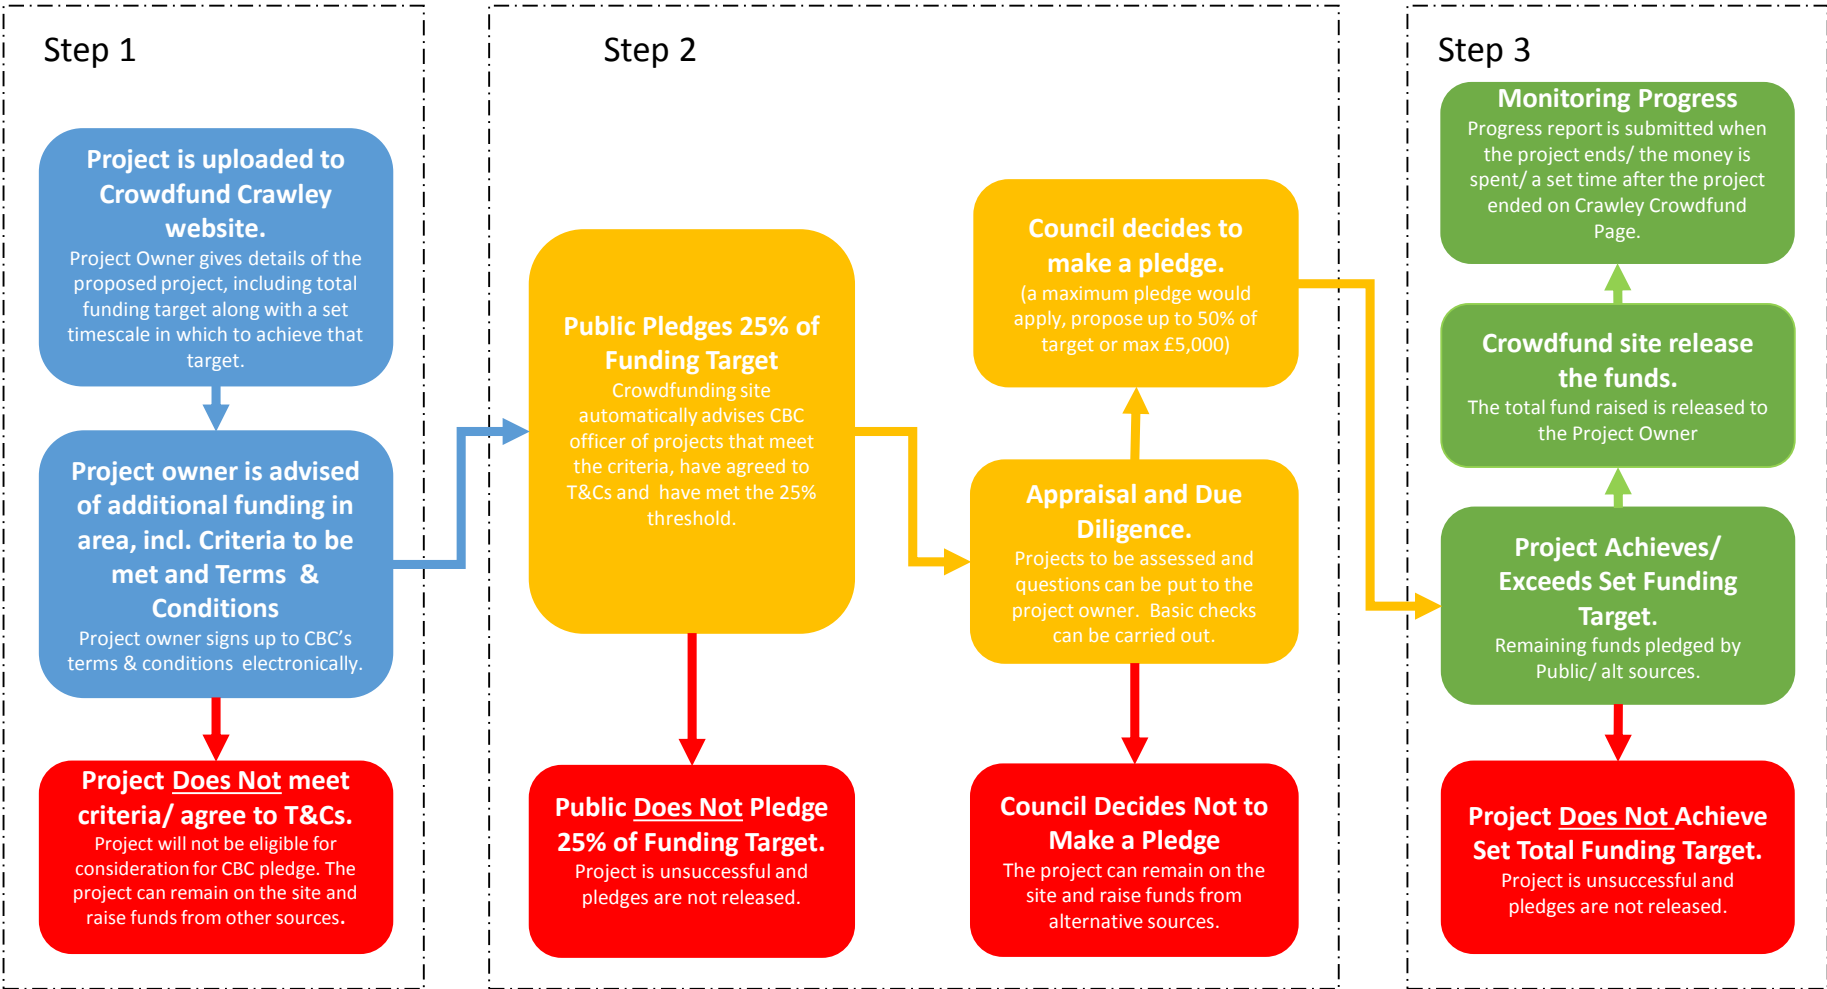 Step 1
Project is uploaded to
Crowdfund Crawley
website.
Project Owner gives details of the
proposed project, including total
funding target along with a set
timescale in which to achieve that
target.
Project owner is advised
of additional funding in
area, incl. Criteria to be
met and Terms  &
Conditions
Project owner signs up to CBC's
terms & conditions  electronically.
Project Does Not meet
criteria/ agree to T&Cs.
Project will not be eligible for
consideration for CBC pledge. The
project can remain on the site and
raise funds from other sources.
Step 2
Public Pledges 25% of
Funding Target
Crowdfunding site
automatically advises CBC
officer of projects that meet
the criteria, have agreed to
T&Cs and  have met the 25%
threshold.
Public Does Not Pledge
25% of Funding Target.
Project is unsuccessful and
pledges are not released.
Council decides to
make a pledge.
(a maximum pledge would
apply, propose up to 50% of
target or max £5,000)
Appraisal and Due
Diligence.
Projects to be assessed and
questions can be put to the
project owner.  Basic checks
can be carried out.
Council Decides Not to
Make a Pledge
The project can remain on the
site and raise funds from
alternative sources.
Step 3
Monitoring Progress
Progress report is submitted when
the project ends/ the money is
spent/ a set time after the project
ended on Crawley Crowdfund
Page.
Crowdfund site release
the funds.
The total fund raised is released to
the Project Owner
Project Achieves/
Exceeds Set Funding
Target.
Remaining funds pledged by
Public/ alt sources.
Project Does Not Achieve
Set Total Funding Target.
Project is unsuccessful and
pledges are not released.